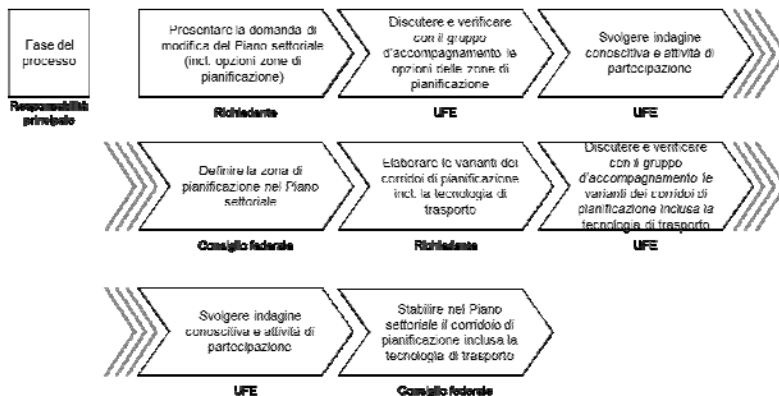 Fase del
processo
Responsabilità
principale
Presentare la domanda di
modifica del Piano settoriale
(incl. opzioni zone di
pianificazione)
Richiedente
Discutere e verificare
con il gruppo
d'accompagnamento le
opzioni delle zone di
pianificazione
UFE
Svolgere indagine
conoscitiva e attività di
partecipazione
UFE
Definire la zona di
pianificazione nel Piano
settoriale
Consiglio federale
Elaborare le varianti dei
corridoi di pianificazione
incl. la tecnologia di
trasporto
Richiedente
Discutere e verificare
con il gruppo
d'accompagnamento le
varianti dei corridoi di
pianificazione inclusa la
tecnologia di trasporto
UFE
Svolgere indagine
conoscitiva e attività di
partecipazione
UFE
Stabilire nel Piano
settoriale il corridoio di
pianificazione inclusa la
tecnologia di trasporto
Consiglio federale